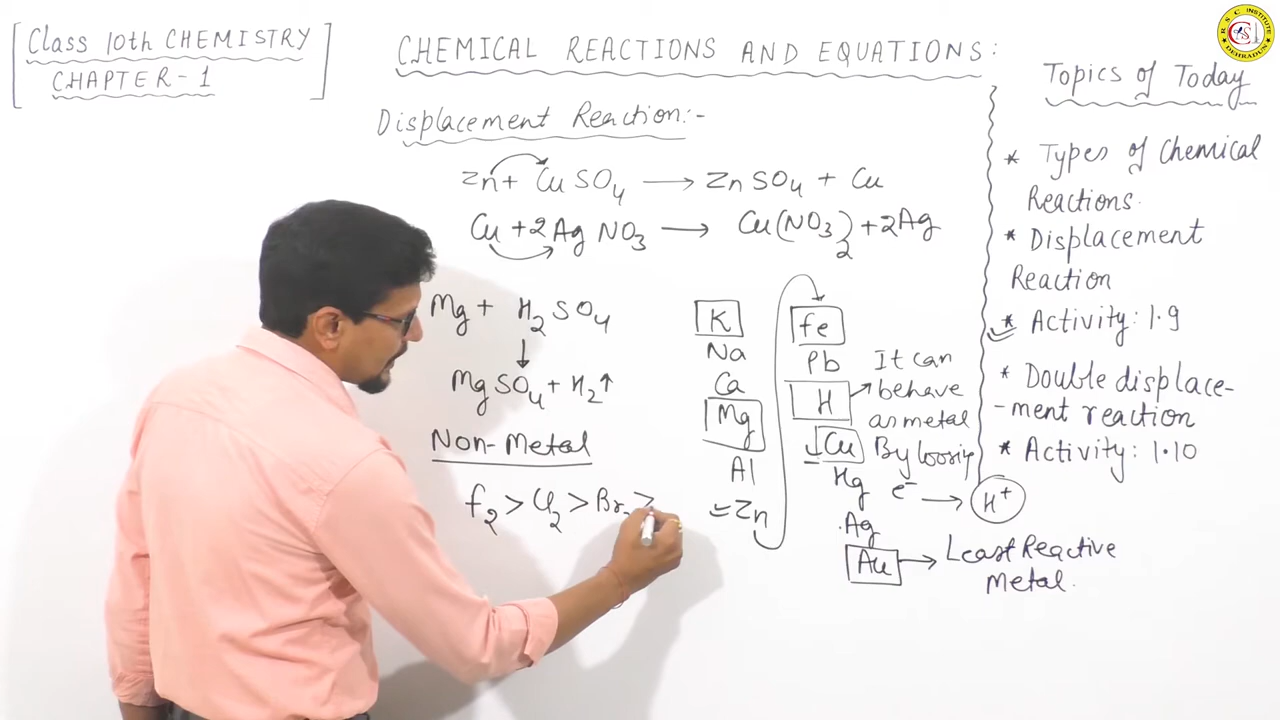 Class 10th CHEMISTRY
CHAPTER-1
CHEMICAL REACTIONS AND EQUATIONS:
Displacement Reaction:-
Zn + CuSO4 → ZnSO4 + Cu
Cu + 2AgNO3 → Cu(NO3)2 + 2Ag
Mg + H2SO4
↓
MgSO4 + H2↑
Non-Metal
f2 > Cl2 > Br2 >
K
Na
Ca
Mg
Al
Zn
fe
Pb
H
Cu
Hg
Ag
Au → Least Reactive
Metal.
It can
behave
as metal
By loosing
e- → H+
Topics of Today
* Types of Chemical
Reactions.
* Displacement
Reaction
* Activity: 1.9
* Double displace-
-ment reaction
* Activity: 1.10
RSC INSTITUTE
DEHRADUN